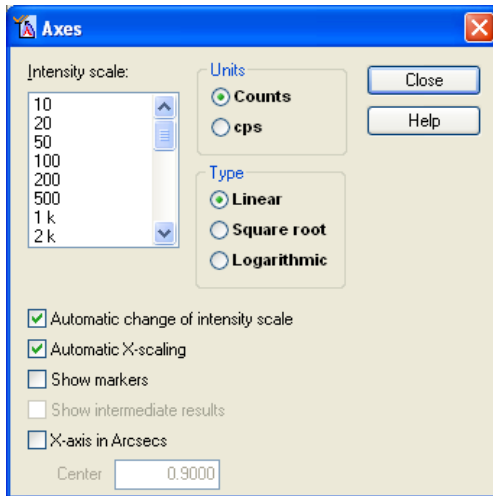 Axes
Intensity scale:
10
20
50
100
200
500
1 k
2 k
Units
Counts
cps
Type
Linear
Square root
Logarithmic
Close
Help
Automatic change of intensity scale
Automatic X-scaling
Show markers
Show intermediate results
X-axis in Arcsecs
Center 0.9000